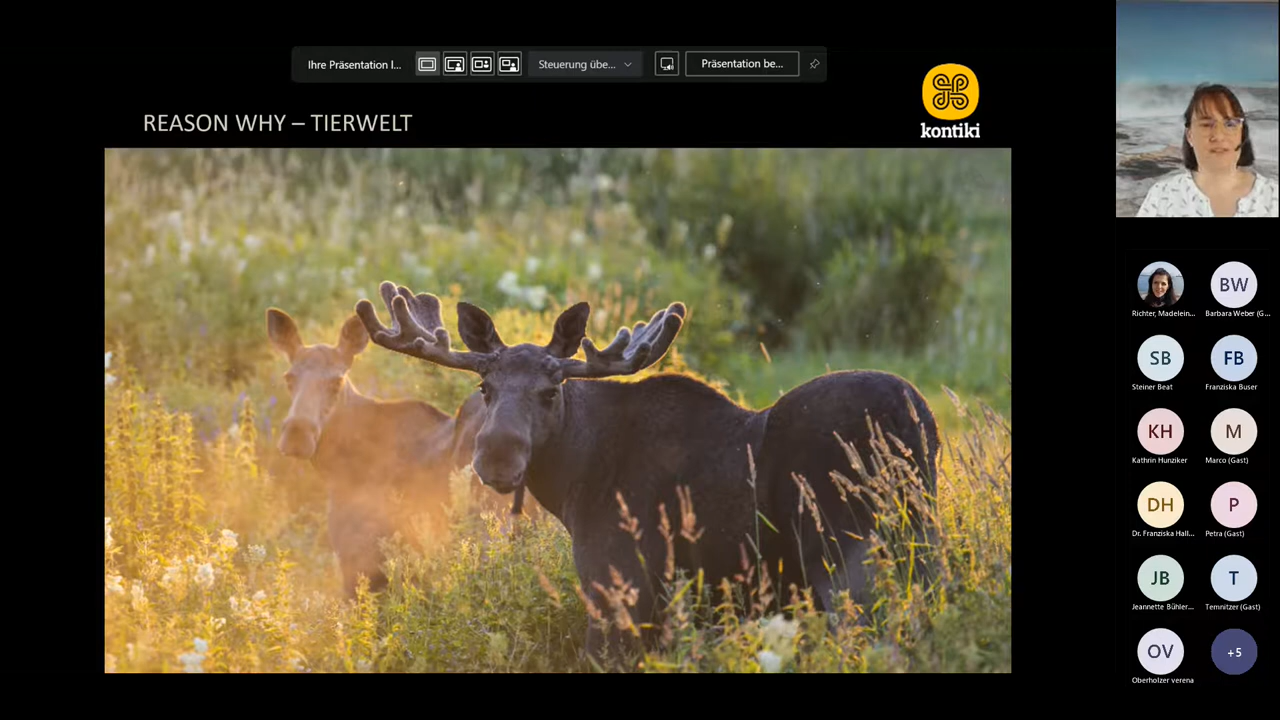 Ihre Präsentation l...
Steuerung übe...
Präsentation be...
kontiki
REASON WHY – TIERWELT
Richter, Madelein...
BW
Barbara Weber (G...
SB
Steiner Beat
FB
Franziska Buser
KH
Kathrin Hunziker
M
Marco (Gast)
DH
Dr. Franziska Hall...
P
Petra (Gast)
JB
Jeannette Bühler...
T
Temnitzer (Gast)
OV
Oberholzer verena
+5